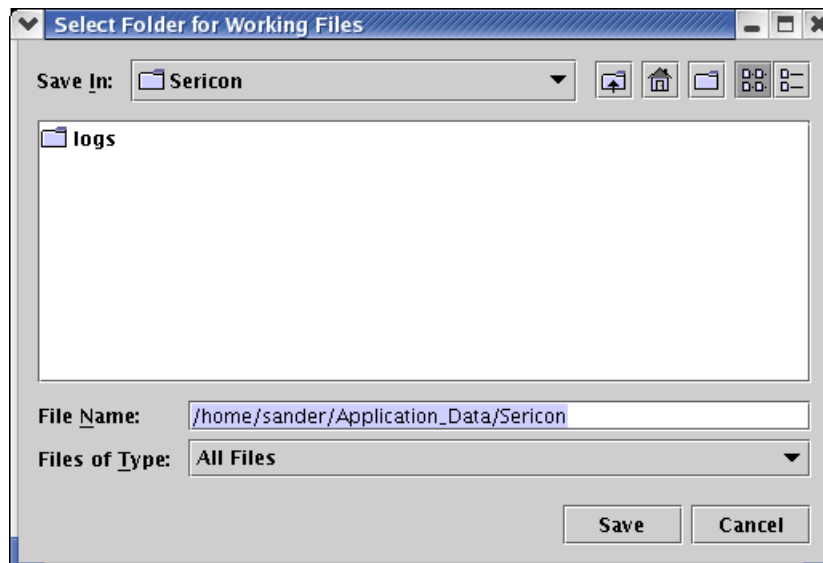 Select Folder for Working Files
Save In: Sericon
logs
File Name: /home/sander/Application_Data/Sericon
Files of Type: All Files
Save Cancel